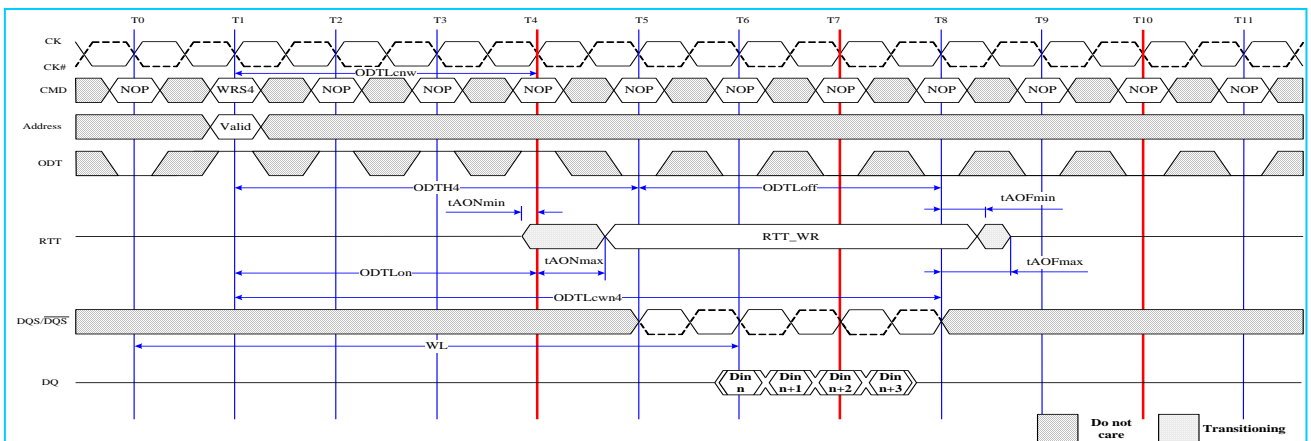 T0 T1 T2 T3 T4 T5 T6 T7 T8 T9 T10 T11
CK
CK#
ODTLcnw
CMD NOP WRS4 NOP NOP NOP NOP NOP NOP NOP NOP NOP NOP
Address Valid
ODT
ODTH4 ODTLoff
tAONmin tAOFmin
RTT RTT_WR
ODTLon tAONmax tAOFmax
ODTLcwn4
DQS/DQS
WL
DQ Din n Din n+1 Din n+2 Din n+3
Do not care Transitioning